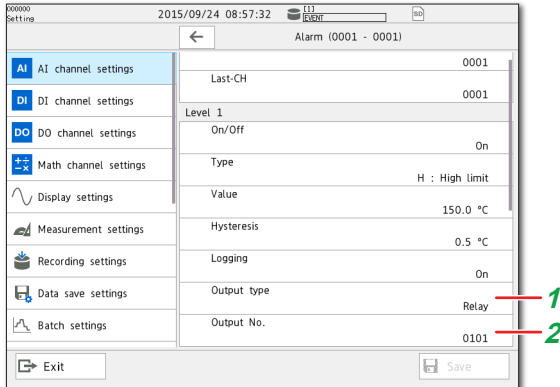 000000
Setting
2015/09/24 08:57:32
[1]
EVENT
SD
Alarm (0001 - 0001)
AI AI channel settings
DI DI channel settings
DO DO channel settings
Math channel settings
Display settings
Measurement settings
Recording settings
Data save settings
Batch settings
0001
Last-CH
0001
Level 1
On/Off
On
Type
H : High limit
Value
150.0 °C
Hysteresis
0.5 °C
Logging
On
Output type
Relay
1
Output No.
0101
2
Exit
Save